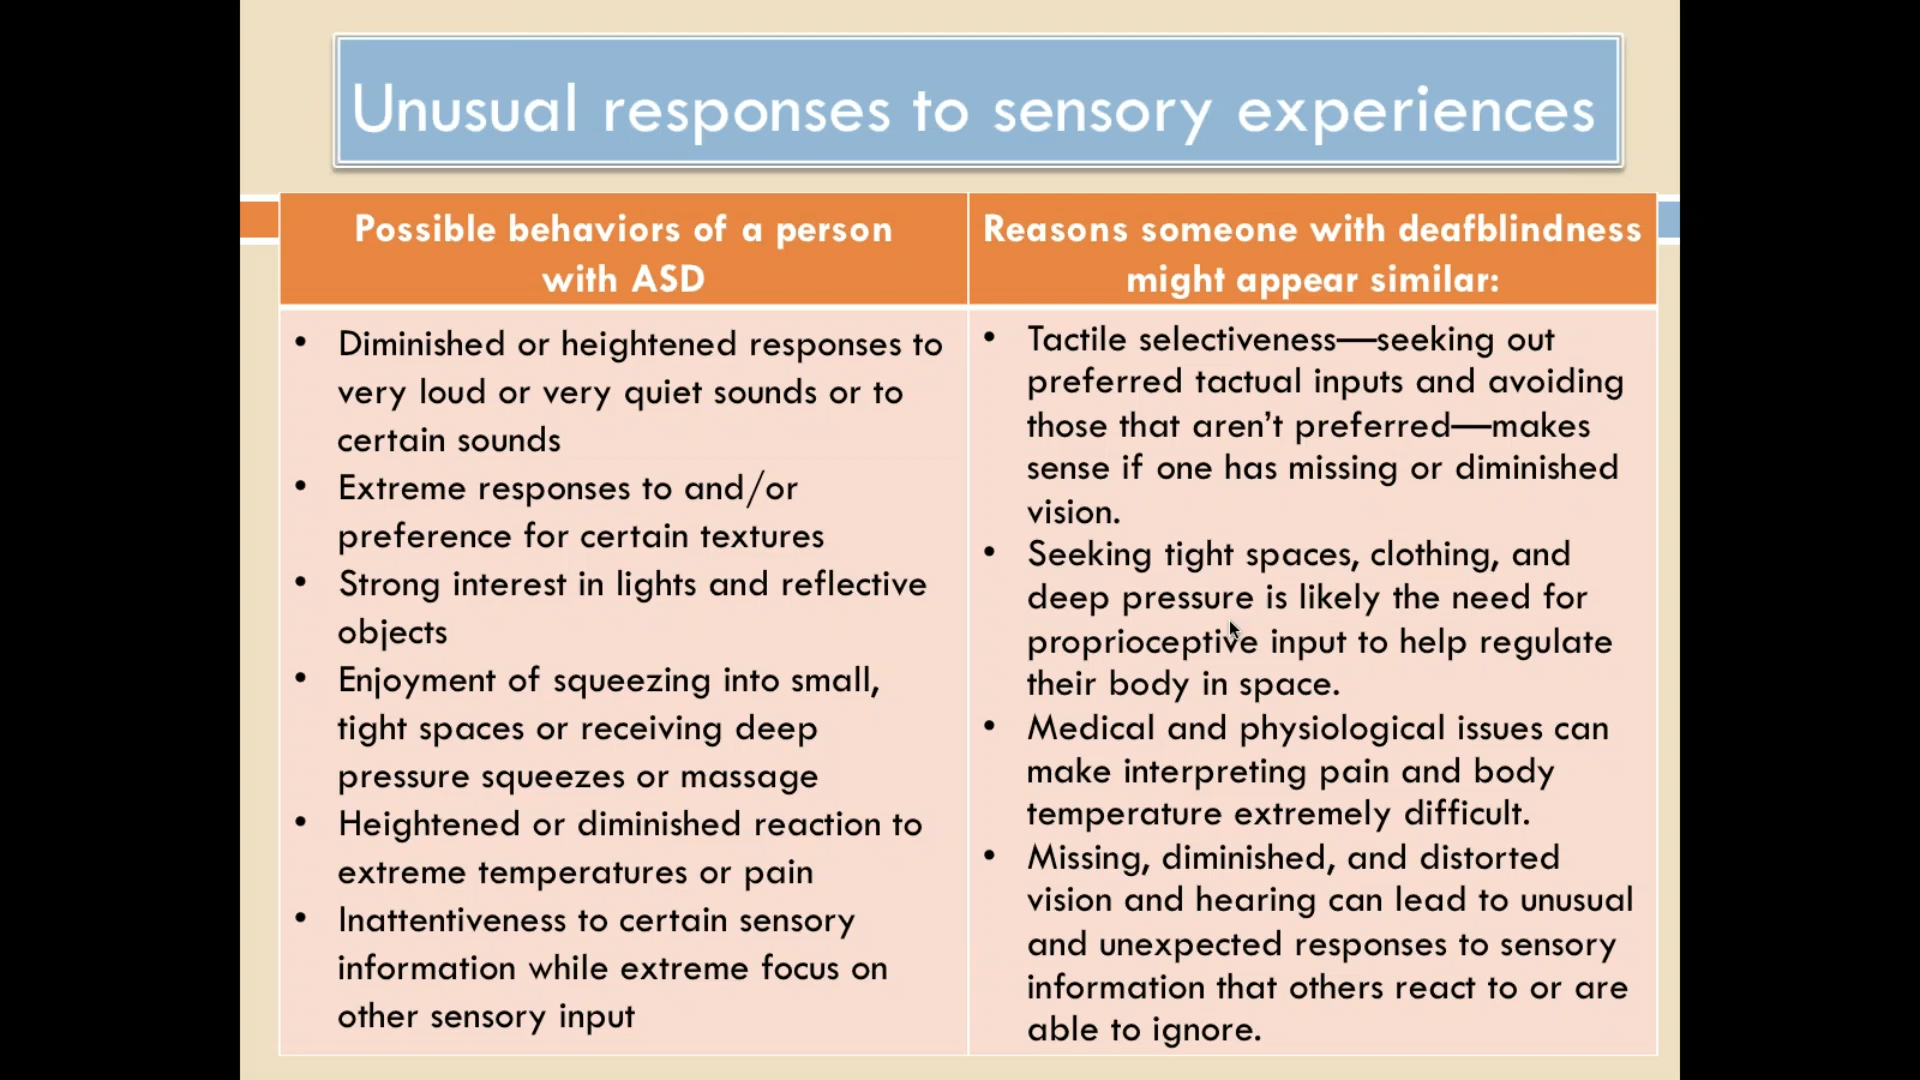 Unusual responses to sensory experiences
Possible behaviors of a person
with ASD
• Diminished or heightened responses to
very loud or very quiet sounds or to
certain sounds
• Extreme responses to and/or
preference for certain textures
• Strong interest in lights and reflective
objects
• Enjoyment of squeezing into small,
tight spaces or receiving deep
pressure squeezes or massage
• Heightened or diminished reaction to
extreme temperatures or pain
• Inattentiveness to certain sensory
information while extreme focus on
other sensory input
Reasons someone with deafblindness
might appear similar:
• Tactile selectiveness—seeking out
preferred tactual inputs and avoiding
those that aren’t preferred—makes
sense if one has missing or diminished
vision.
• Seeking tight spaces, clothing, and
deep pressure is likely the need for
proprioceptive input to help regulate
their body in space.
• Medical and physiological issues can
make interpreting pain and body
temperature extremely difficult.
• Missing, diminished, and distorted
vision and hearing can lead to unusual
and unexpected responses to sensory
information that others react to or are
able to ignore.